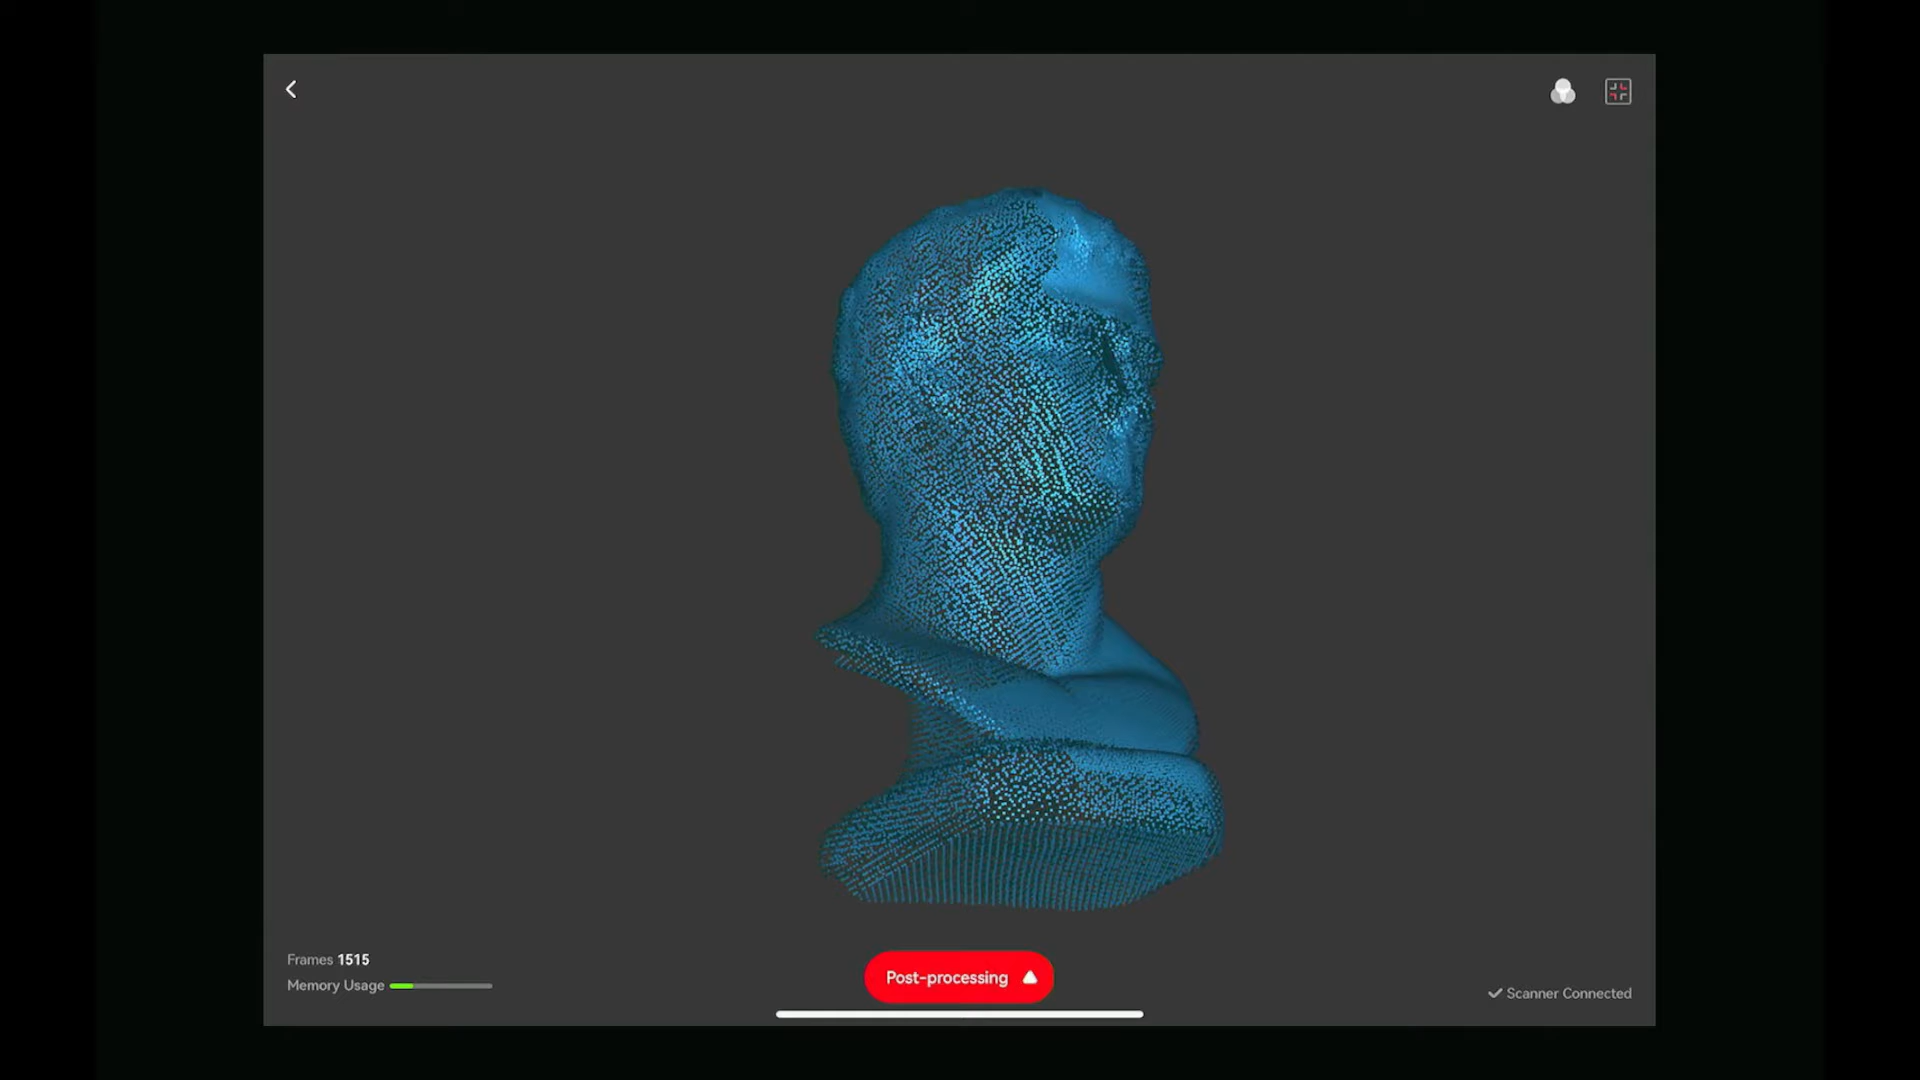 Frames 1515
Memory Usage
Post-processing
Scanner Connected